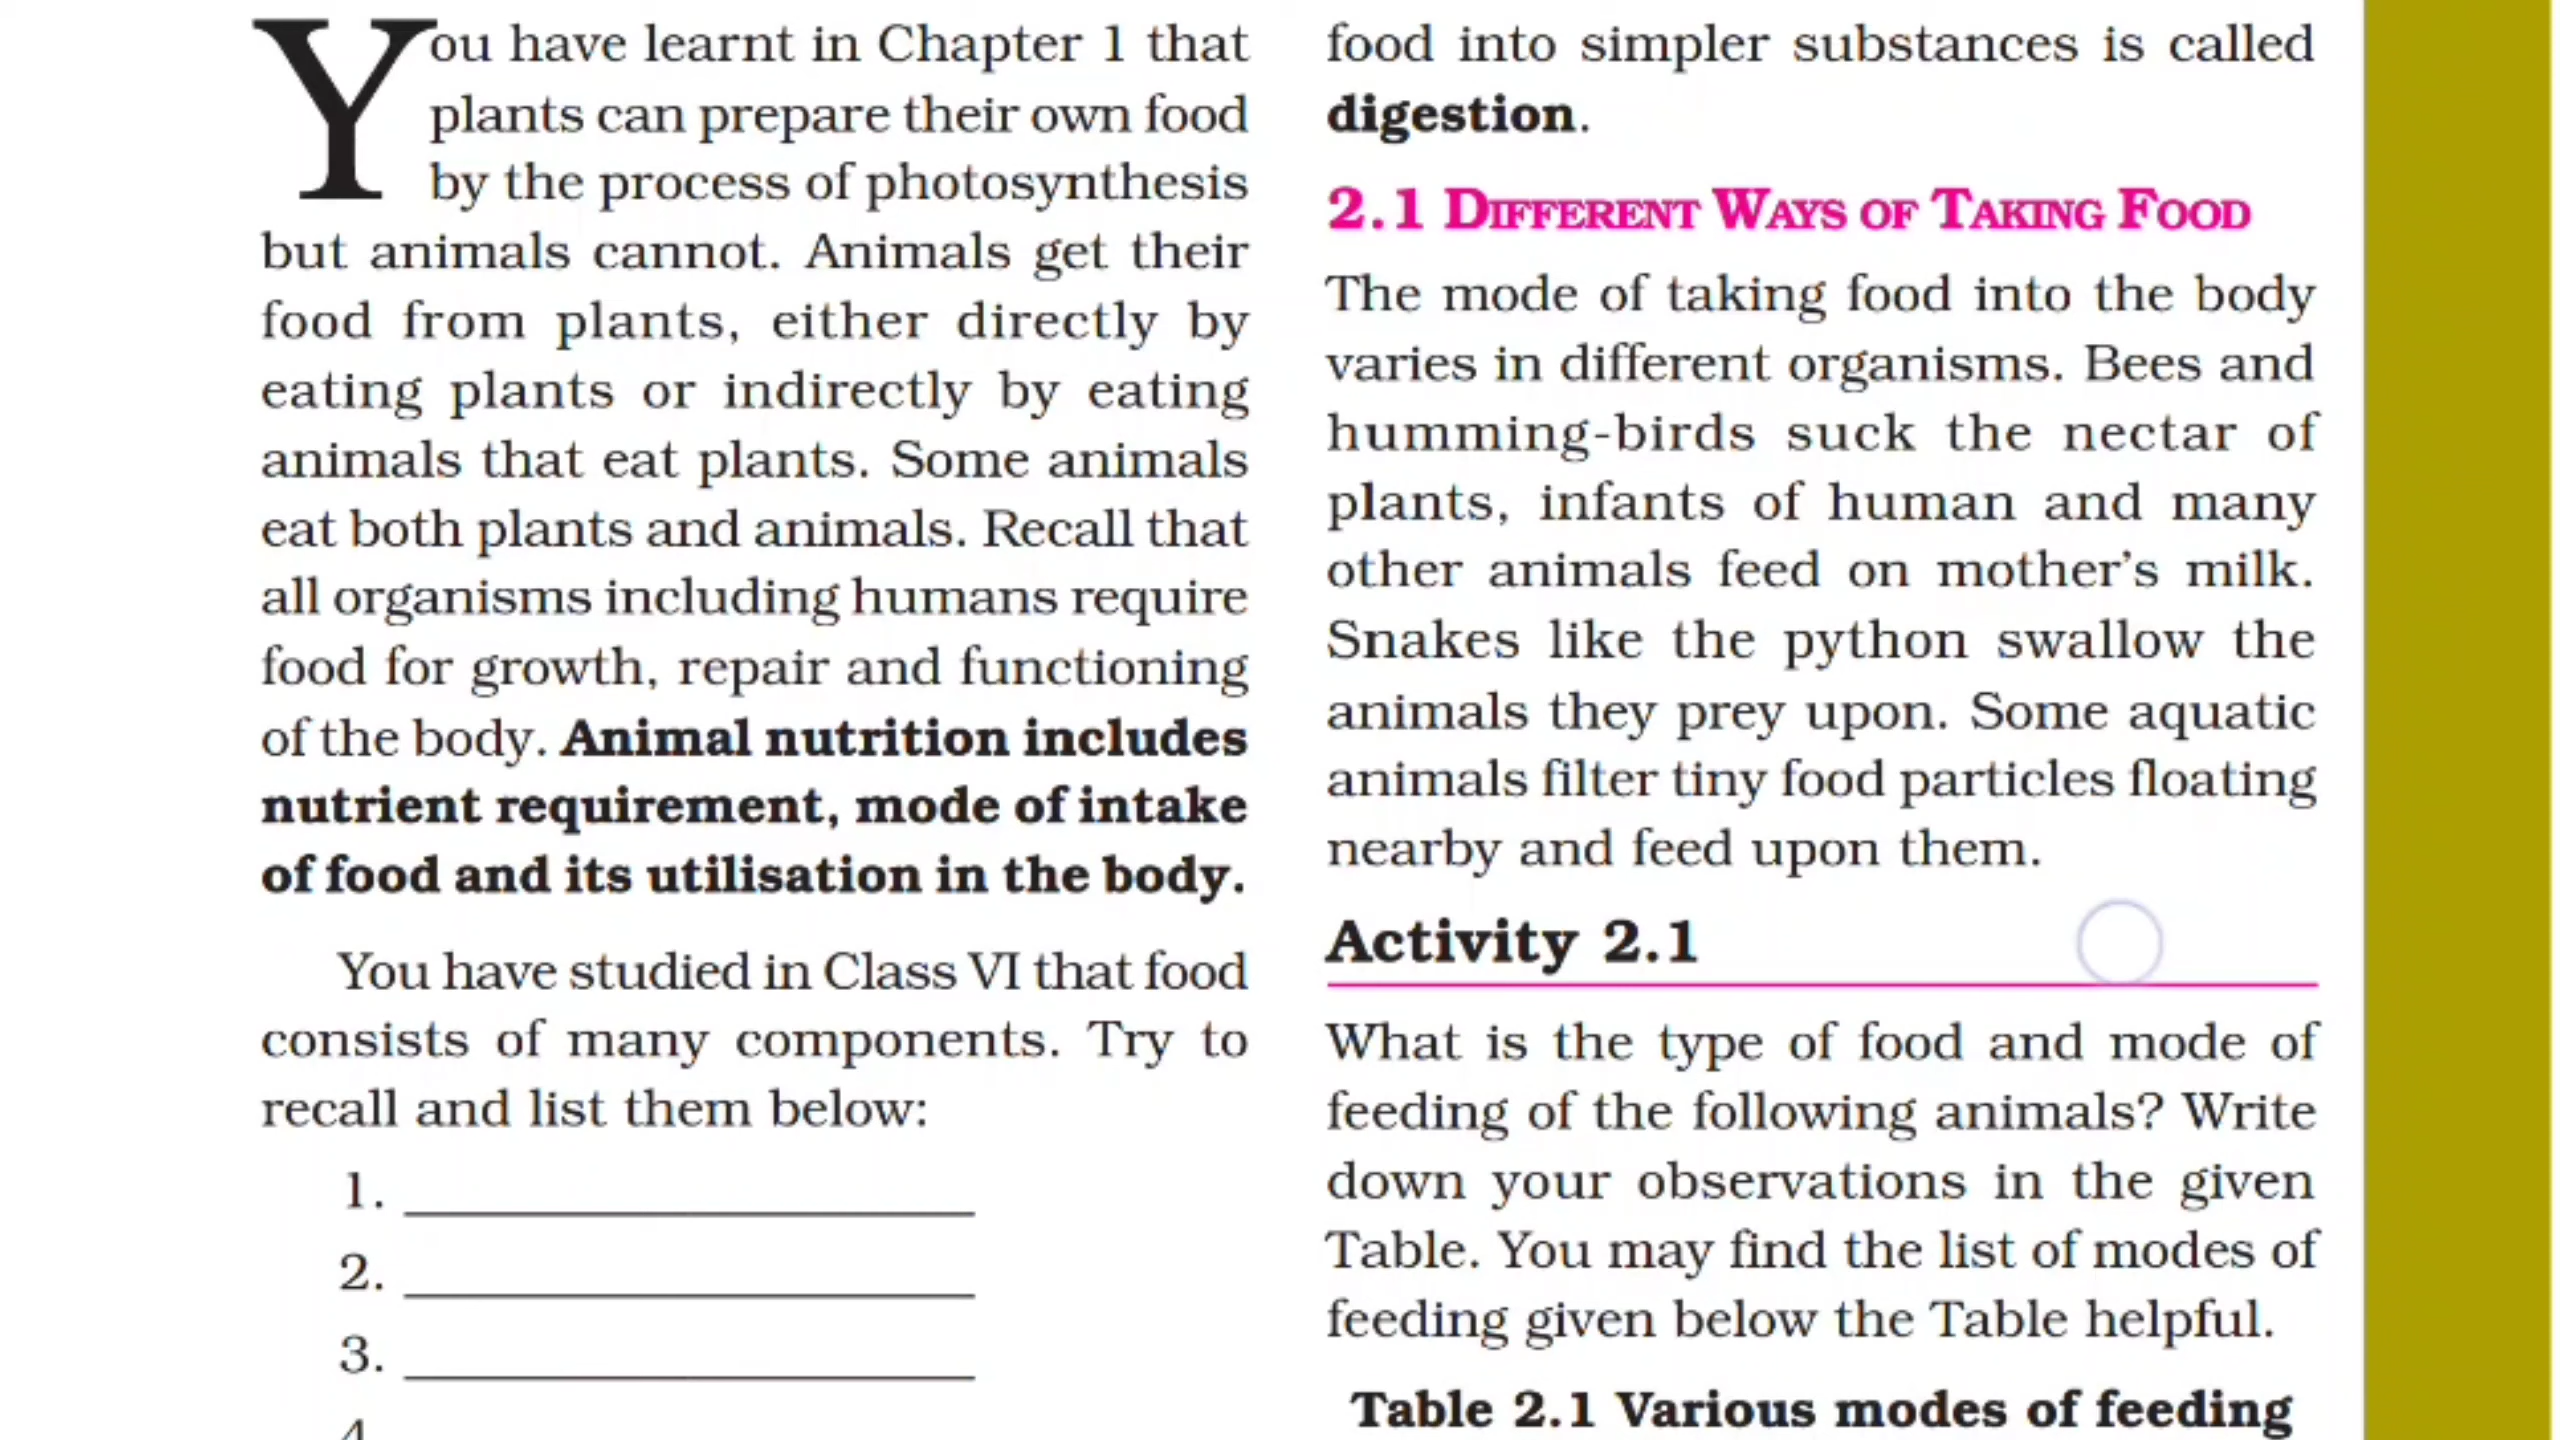 You have learnt in Chapter 1 that
plants can prepare their own food
by the process of photosynthesis
but animals cannot. Animals get their
food from plants, either directly by
eating plants or indirectly by eating
animals that eat plants. Some animals
eat both plants and animals. Recall that
all organisms including humans require
food for growth, repair and functioning
of the body. Animal nutrition includes
nutrient requirement, mode of intake
of food and its utilisation in the body.
You have studied in Class VI that food
consists of many components. Try to
recall and list them below:
1. ____________________
2. ____________________
3. ____________________
4.
food into simpler substances is called
digestion.
2.1 DIFFERENT WAYS OF TAKING FOOD
The mode of taking food into the body
varies in different organisms. Bees and
humming-birds suck the nectar of
plants, infants of human and many
other animals feed on mother’s milk.
Snakes like the python swallow the
animals they prey upon. Some aquatic
animals filter tiny food particles floating
nearby and feed upon them.
Activity 2.1
What is the type of food and mode of
feeding of the following animals? Write
down your observations in the given
Table. You may find the list of modes of
feeding given below the Table helpful.
Table 2.1 Various modes of feeding